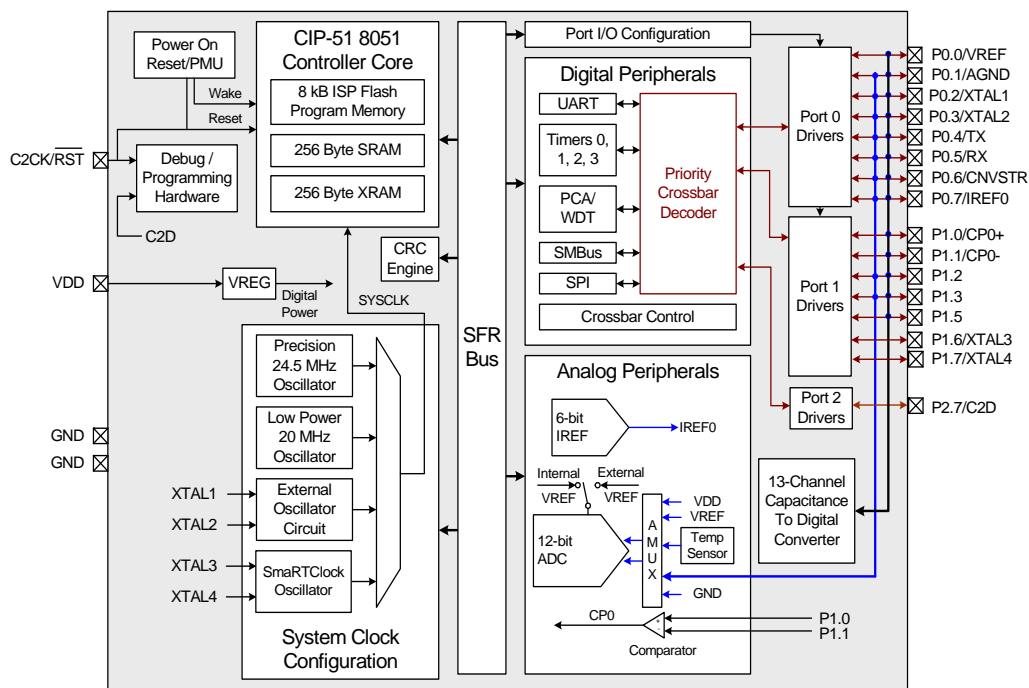 Power On
Reset/PMU
Wake
Reset
C2CK/RST
Debug /
Programming
Hardware
C2D
VDD
VREG
Digital
Power
GND
GND
CIP-51 8051
Controller Core
8 kB ISP Flash
Program Memory
256 Byte SRAM
256 Byte XRAM
CRC
Engine
SYSCLK
Precision
24.5 MHz
Oscillator
Low Power
20 MHz
Oscillator
XTAL1
XTAL2
External
Oscillator
Circuit
XTAL3
XTAL4
SmaRTClock
Oscillator
System Clock
Configuration
SFR
Bus
Port I/O Configuration
Digital Peripherals
UART
Timers 0,
1, 2, 3
PCA/
WDT
SMBus
SPI
Priority
Crossbar
Decoder
Crossbar Control
Analog Peripherals
6-bit
IREF
IREF0
Internal
VREF
External
VREF
12-bit
ADC
A
M
U
X
VDD
VREF
Temp
Sensor
GND
CP0
+
-
Comparator
P1.0
P1.1
Port 0
Drivers
Port 1
Drivers
Port 2
Drivers
13-Channel
Capacitance
To Digital
Converter
P0.0/VREF
P0.1/AGND
P0.2/XTAL1
P0.3/XTAL2
P0.4/TX
P0.5/RX
P0.6/CNVSTR
P0.7/IREF0
P1.0/CP0+
P1.1/CP0-
P1.2
P1.3
P1.5
P1.6/XTAL3
P1.7/XTAL4
P2.7/C2D